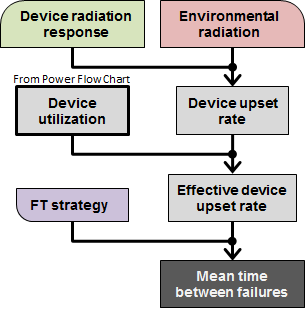 Device radiation
response
Environmental
radiation
From Power FlowChart
Device
utilization
Device upset
rate
Effective device
upset rate
FT strategy
Mean time
between failures